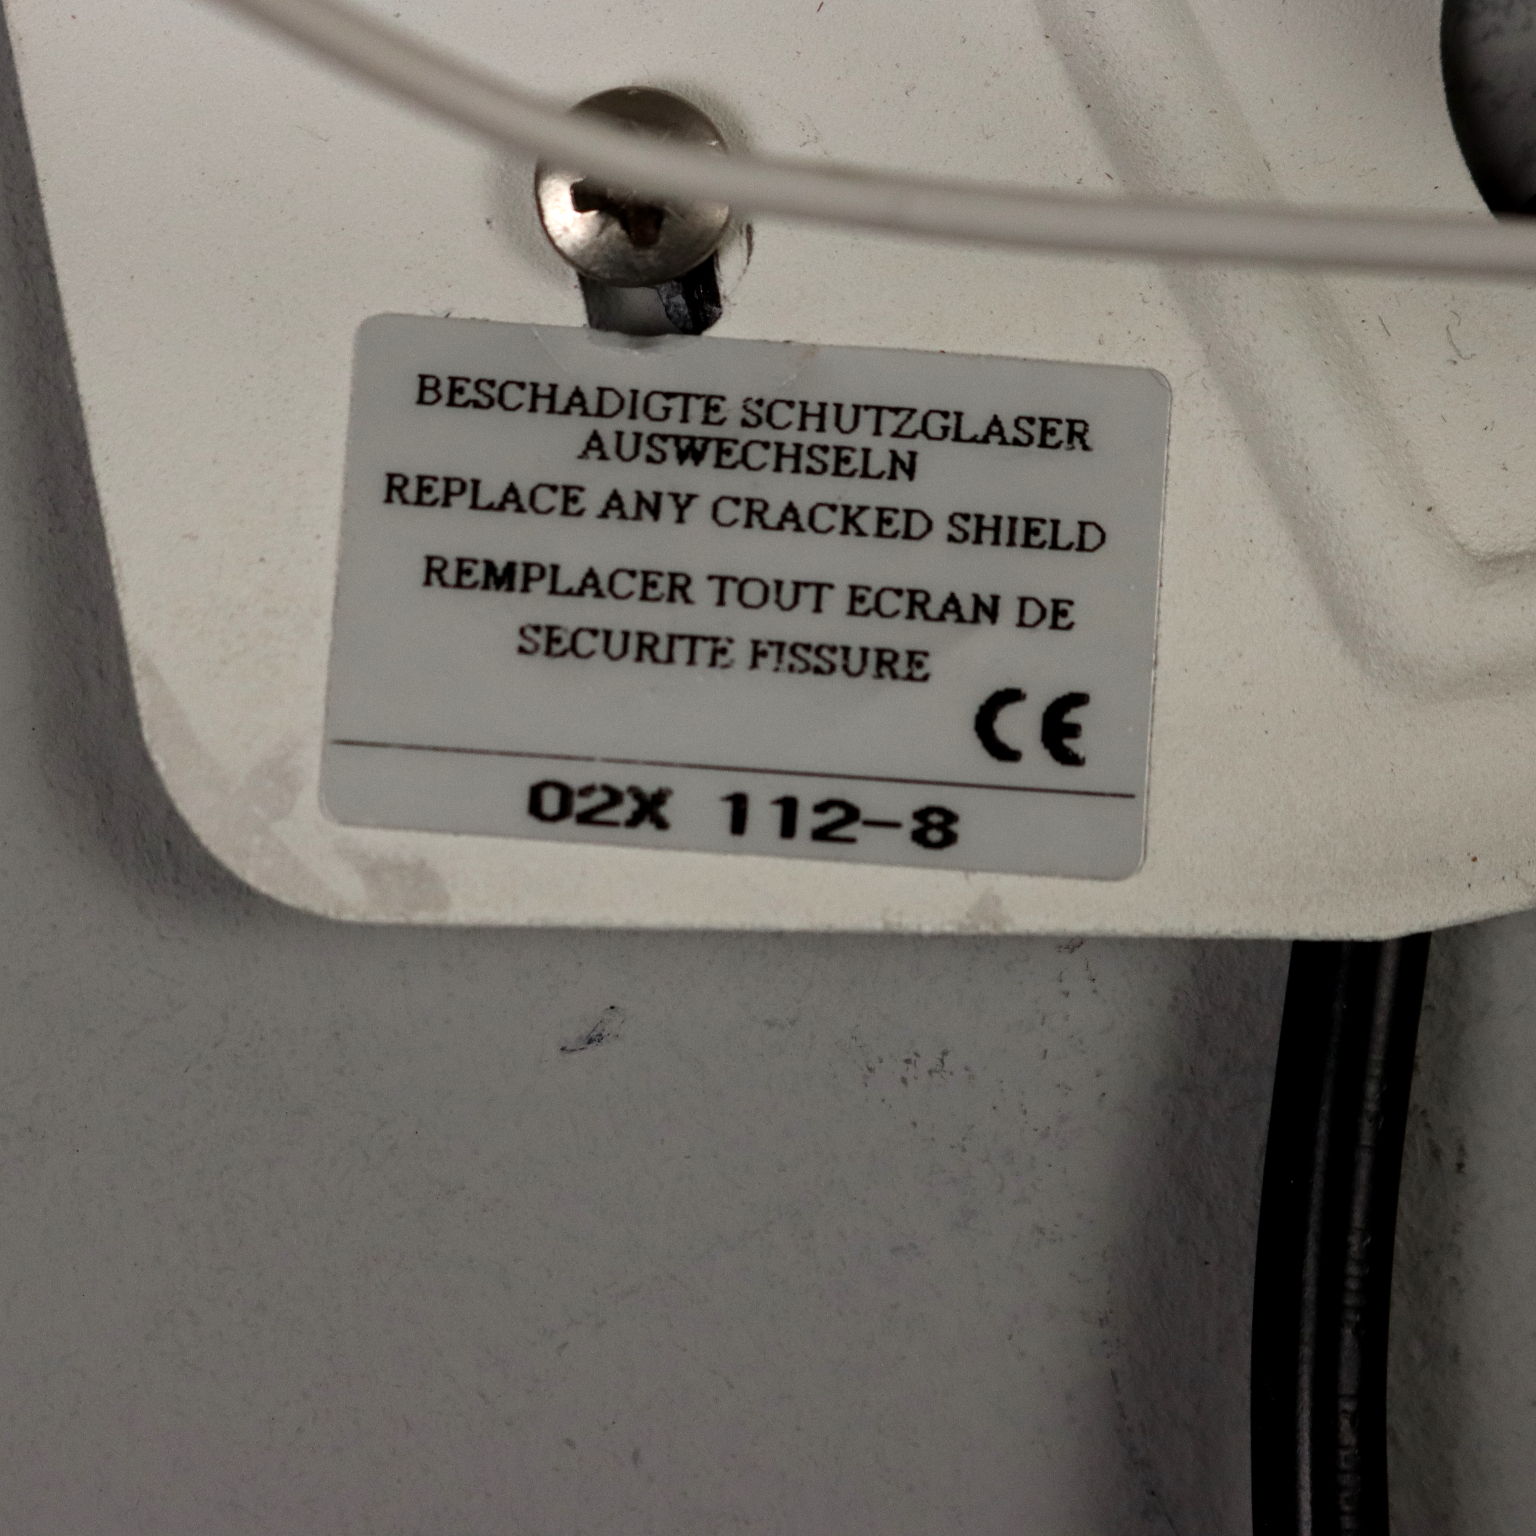 BESCHADIGTE SCHUTZGLASER
AUSWECHSELN
REPLACE ANY CRACKED SHIELD
REMPLACER TOUT ECRAN DE
SECURITE FISSURE
CE
02X 112-8